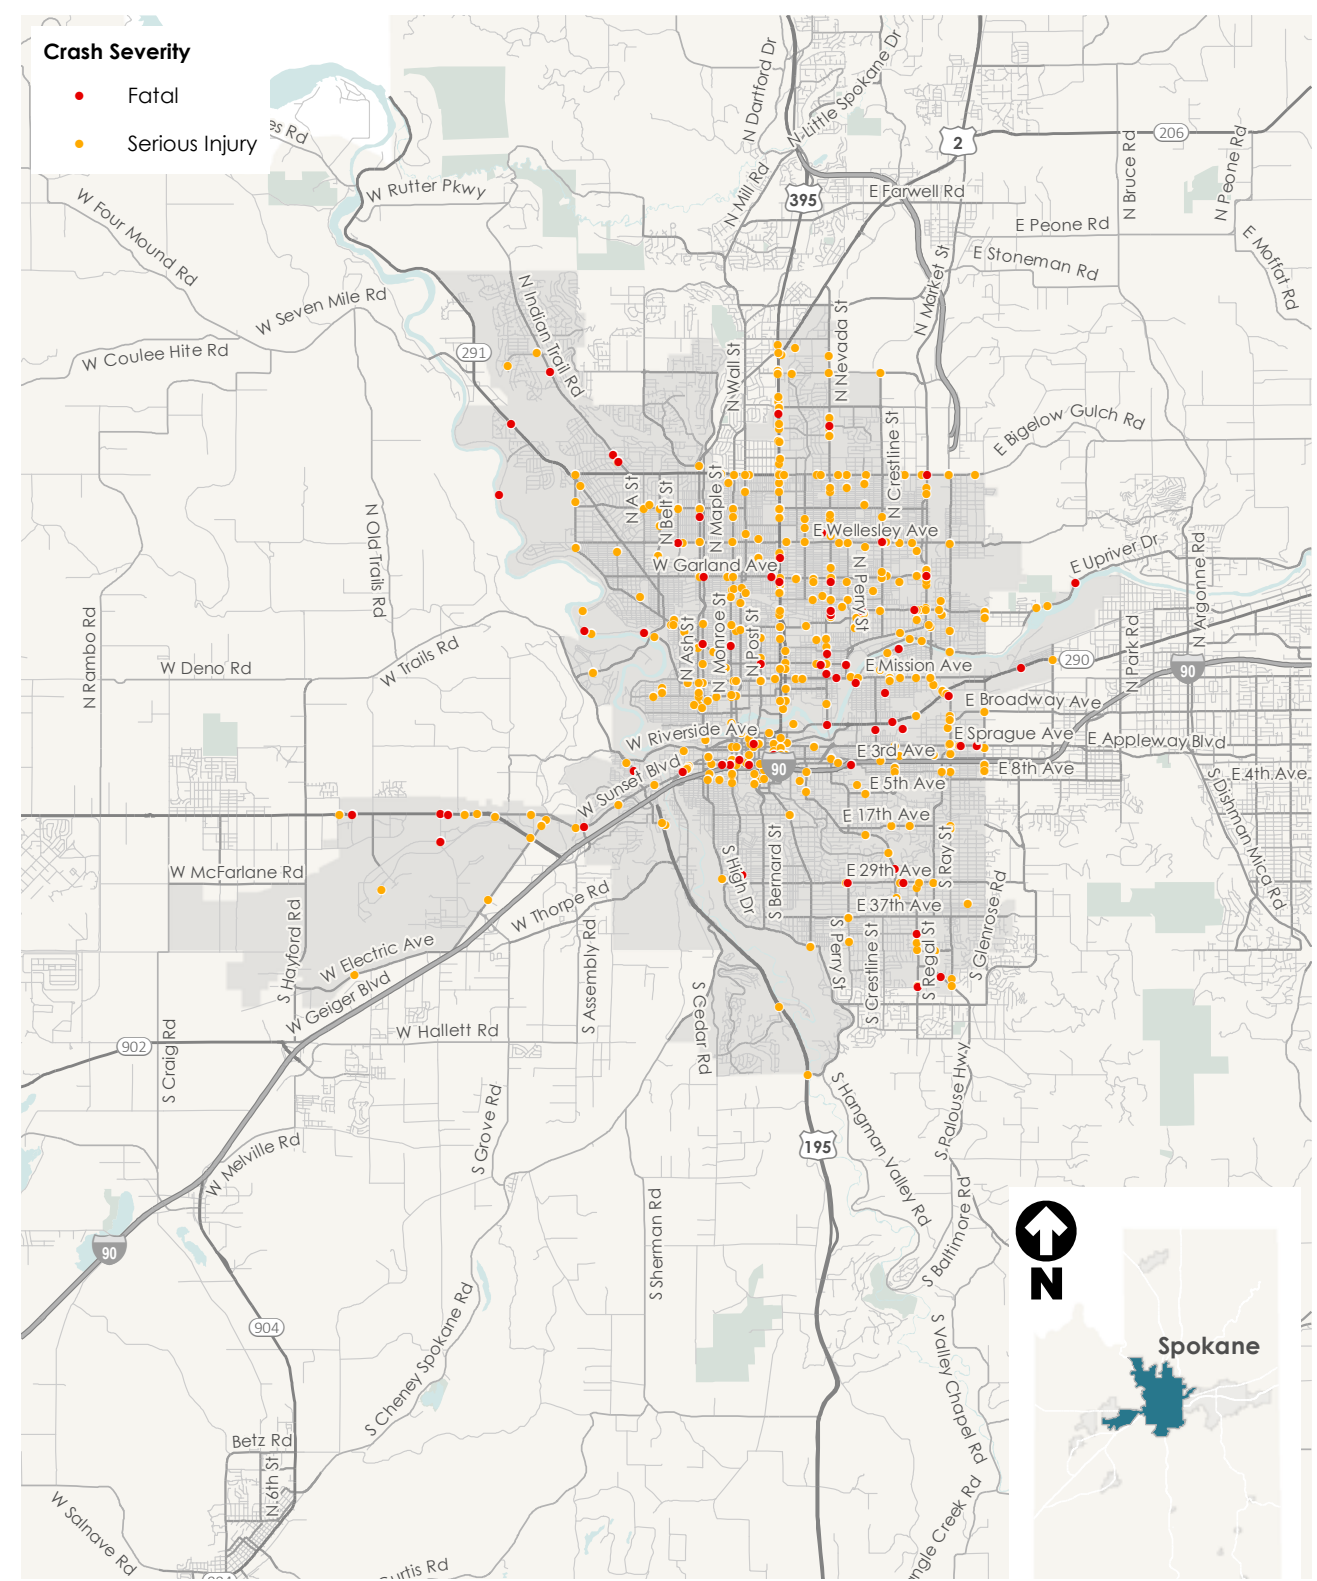 Crash Severity
Fatal
Serious Injury
es Rd
N Dartford Dr
N Little Spokane Dr
2
206
N Bruce Rd
N Peone Rd
W Rutter Pkwy
N Mill Rd
395
E Farwell Rd
W Four Mound Rd
E Peone Rd
E Moffat Rd
E Stoneman Rd
N Market St
W Seven Mile Rd
N Indian Trail Rd
N Nevada St
291
W Coulee Hite Rd
N Wall St
E Bigelow Gulch Rd
N Crestline St
N Old Trails Rd
N A St
N Belt St
N Maple St
E Wellesley Ave
E Upriver Dr
N Argonne Rd
W Garland Ave
N Perry St
N Rambo Rd
W Deno Rd
W Trails Rd
N Ash St
N Monroe St
N Post St
E Mission Ave
290
N Park Rd
90
E Broadway Ave
W Riverside Ave
E Sprague Ave
E Appleway Blvd
E 3rd Ave
90
E 8th Ave
E 4th Ave
W Sunset Blvd
E 5th Ave
S Dishman Mica Rd
E 17th Ave
S Ray St
W McFarlane Rd
S High Dr
S Bernard St
E 29th Ave
E 37th Ave
W Thorpe Rd
S Hayford Rd
S Assembly Rd
S Perry St
S Crestline St
S Regal St
S Glenrose Rd
W Electric Ave
W Geiger Blvd
S Cedar Rd
W Hallett Rd
902
S Craig Rd
S Grove Rd
S Hangman Valley Rd
S Palouse Hwy
195
W Melville Rd
S Sherman Rd
S Baltimore Rd
90
N
904
S Cheney Spokane Rd
S Valley Chapel Rd
Spokane
Betz Rd
N 6th St
W Salnave Rd
urtis Rd
ngle Creek Rd